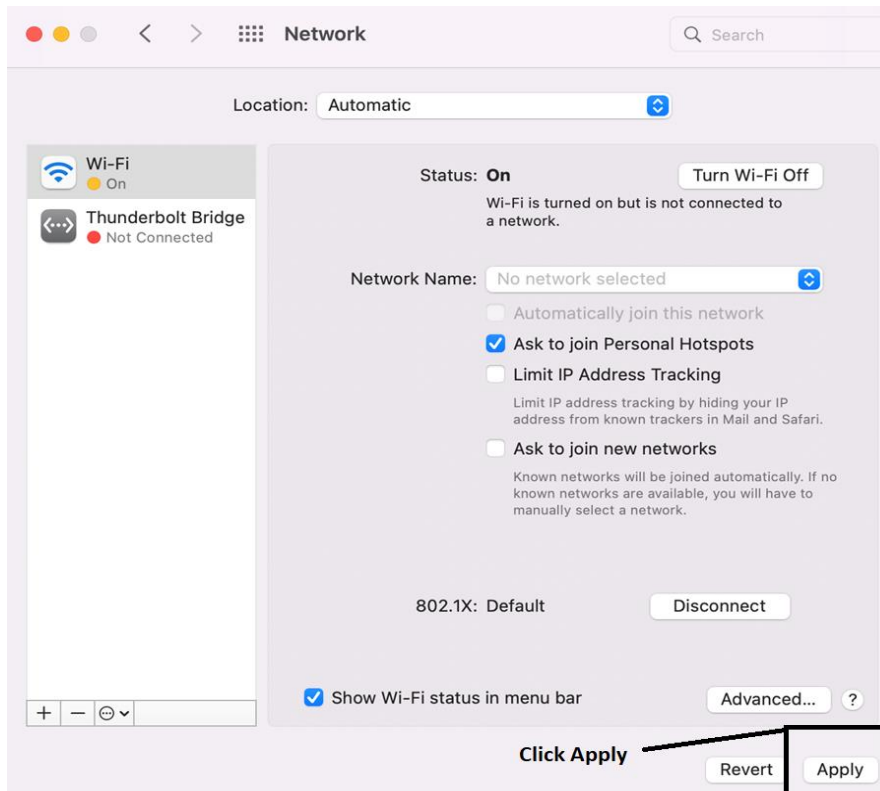 Network
Search
Location: Automatic
Wi-Fi
On
Thunderbolt Bridge
Not Connected
Status: On
Turn Wi-Fi Off
Wi-Fi is turned on but is not connected to
a network.
Network Name: No network selected
Automatically join this network
Ask to join Personal Hotspots
Limit IP Address Tracking
Limit IP address tracking by hiding your IP
address from known trackers in Mail and Safari.
Ask to join new networks
Known networks will be joined automatically. If no
known networks are available, you will have to
manually select a network.
802.1X: Default
Disconnect
Show Wi-Fi status in menu bar
Advanced...
?
Click Apply
Revert
Apply